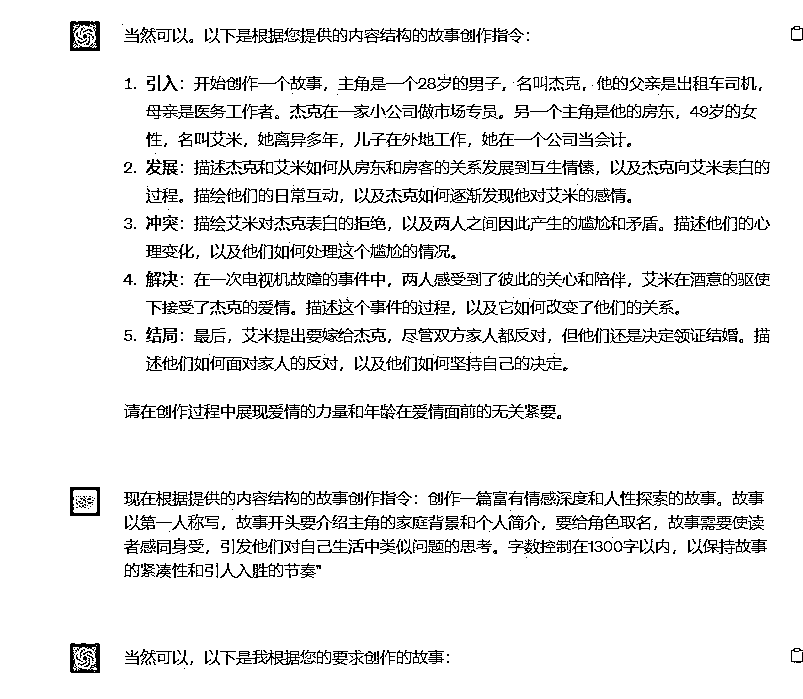 当然可以。以下是根据您提供的内容结构的故事创作指令：
1. 引入：开始创作一个故事，主角是一个28岁的男子，名叫杰克，他的父亲是出租车司机，
母亲是医务工作者。杰克在一家小公司做市场专员。另一个主角是他的房东，49岁的女
性，名叫艾米，她离异多年，儿子在外地工作，她在一个公司当会计。
2. 发展：描述杰克和艾米如何从房东和房客的关系发展到互生情愫，以及杰克向艾米表白的
过程。描绘他们的日常互动，以及杰克如何逐渐发现他对艾米的感情。
3. 冲突：描绘艾米对杰克表白的拒绝，以及两人之间因此产生的尴尬和矛盾。描述他们的心
理变化，以及他们如何处理这个尴尬的情况。
4. 解决：在一次电视机故障的事件中，两人感受到了彼此的关心和陪伴，艾米在酒意的驱使
下接受了杰克的爱情。描述这个事件的过程，以及它如何改变了他们的关系。
5. 结局：最后，艾米提出要嫁给杰克，尽管双方家人都反对，但他们还是决定领证结婚。描
述他们如何面对家人的反对，以及他们如何坚持自己的决定。
请在创作过程中展现爱情的力量和年龄在爱情面前的无关紧要。
现在根据提供的内容结构的故事创作指令：创作一篇富有情感深度和人性探索的故事。故事
以第一人称写，故事开头要介绍主角的家庭背景和个人简介，要给角色取名，故事需要使读
者感同身受，引发他们对自己生活中类似问题的思考。字数控制在1300字以内，以保持故事
的紧凑性和引人入胜的节奏"
当然可以，以下是我根据您的要求创作的故事：